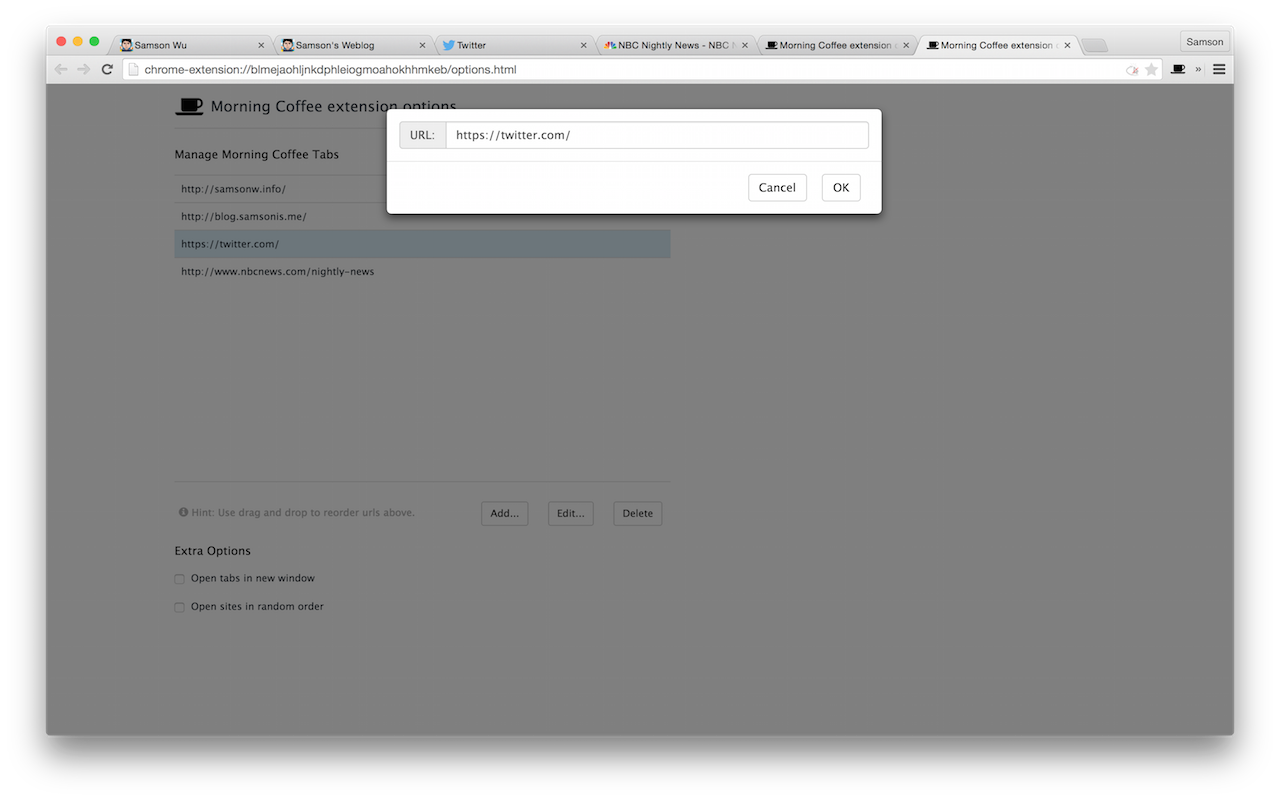 Samson Wu
Samson's Weblog
Twitter
NBC Nightly News - NBC
Morning Coffee extension
Morning Coffee extension
Samson
chrome-extension://blmejaohljnkdphleiogmoahokhhmkeb/options.html
Morning Coffee extension options
URL: https://twitter.com/
Cancel OK
Manage Morning Coffee Tabs
http://samsonw.info/
http://blog.samsonis.me/
https://twitter.com/
http://www.nbcnews.com/nightly-news
Hint: Use drag and drop to reorder urls above.
Add... Edit... Delete
Extra Options
Open tabs in new window
Open sites in random order